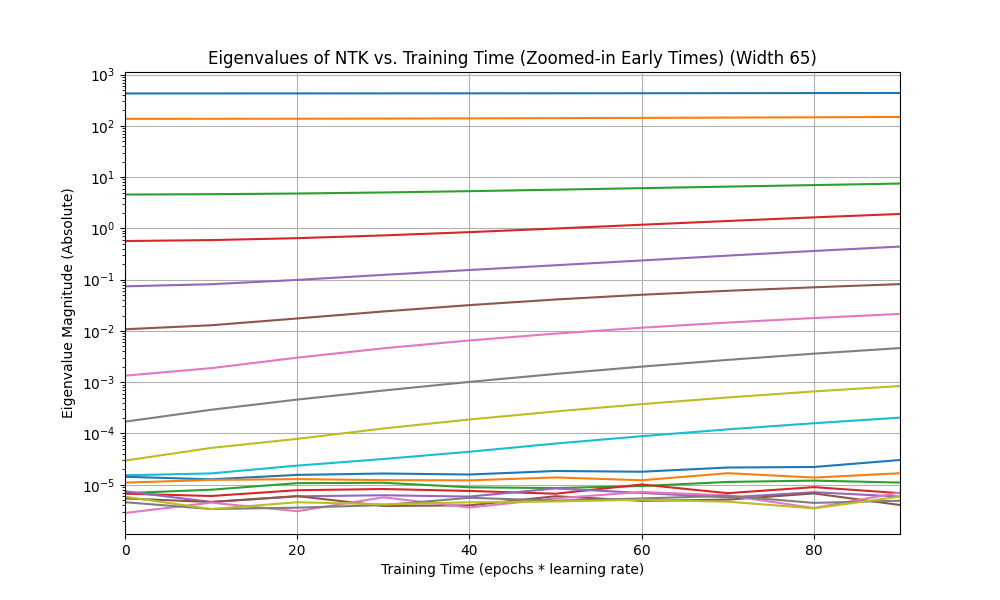 Eigenvalues of NTK vs. Training Time (Zoomed-in Early Times) (Width 65)
Eigenvalue Magnitude (Absolute)
10³
10²
10¹
10⁰
10⁻¹
10⁻²
10⁻³
10⁻⁴
10⁻⁵
0 20 40 60 80
Training Time (epochs * learning rate)